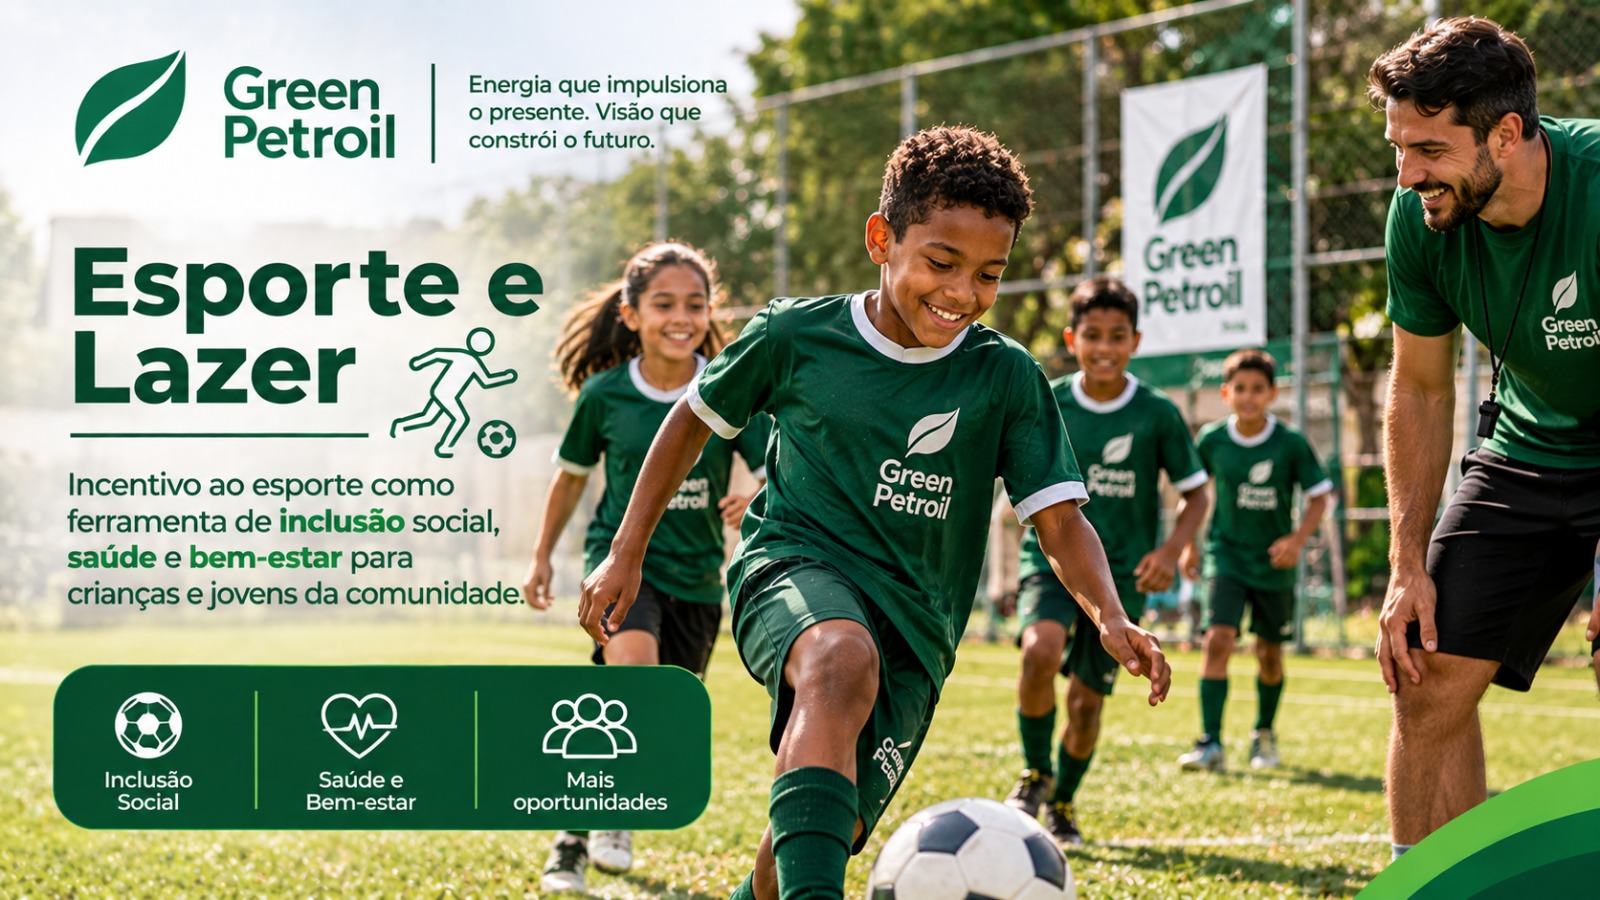 Green
Petroil
Energia que impulsiona
o presente. Visão que
constrói o futuro.
Esporte e
Lazer
Incentivo ao esporte como
ferramenta de inclusão social,
saúde e bem-estar para
crianças e jovens da comunidade.
Inclusão
Social
Saúde e
Bem-estar
Mais
oportunidades
Green
Petroil
Green
Petroil
Green
Petroil
Green
Petroil
Green
Petroil